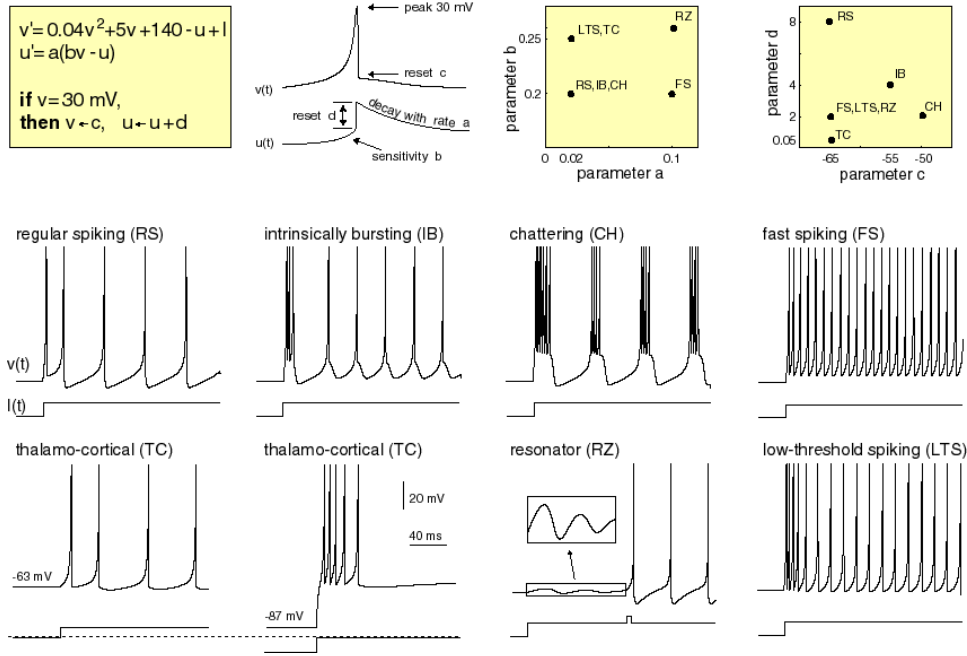 v'= 0.04v²+5v +140 - u + I
u'= a(bv - u)
if v= 30 mV,
then v←c, u←u + d
peak 30 mV
reset c
v(t)
reset d
decay with rate a
u(t)
sensitivity b
parameter b
0.25
0.2
LTS,TC
RZ
RS,IB,CH
FS
0
0.02
0.1
parameter a
parameter d
8
4
2
0.05
RS
IB
FS,LTS,RZ
CH
TC
-65
-55
-50
parameter c
regular spiking (RS)
intrinsically bursting (IB)
chattering (CH)
fast spiking (FS)
v(t)
I(t)
thalamo-cortical (TC)
thalamo-cortical (TC)
resonator (RZ)
low-threshold spiking (LTS)
20 mV
40 ms
-63 mV
-87 mV